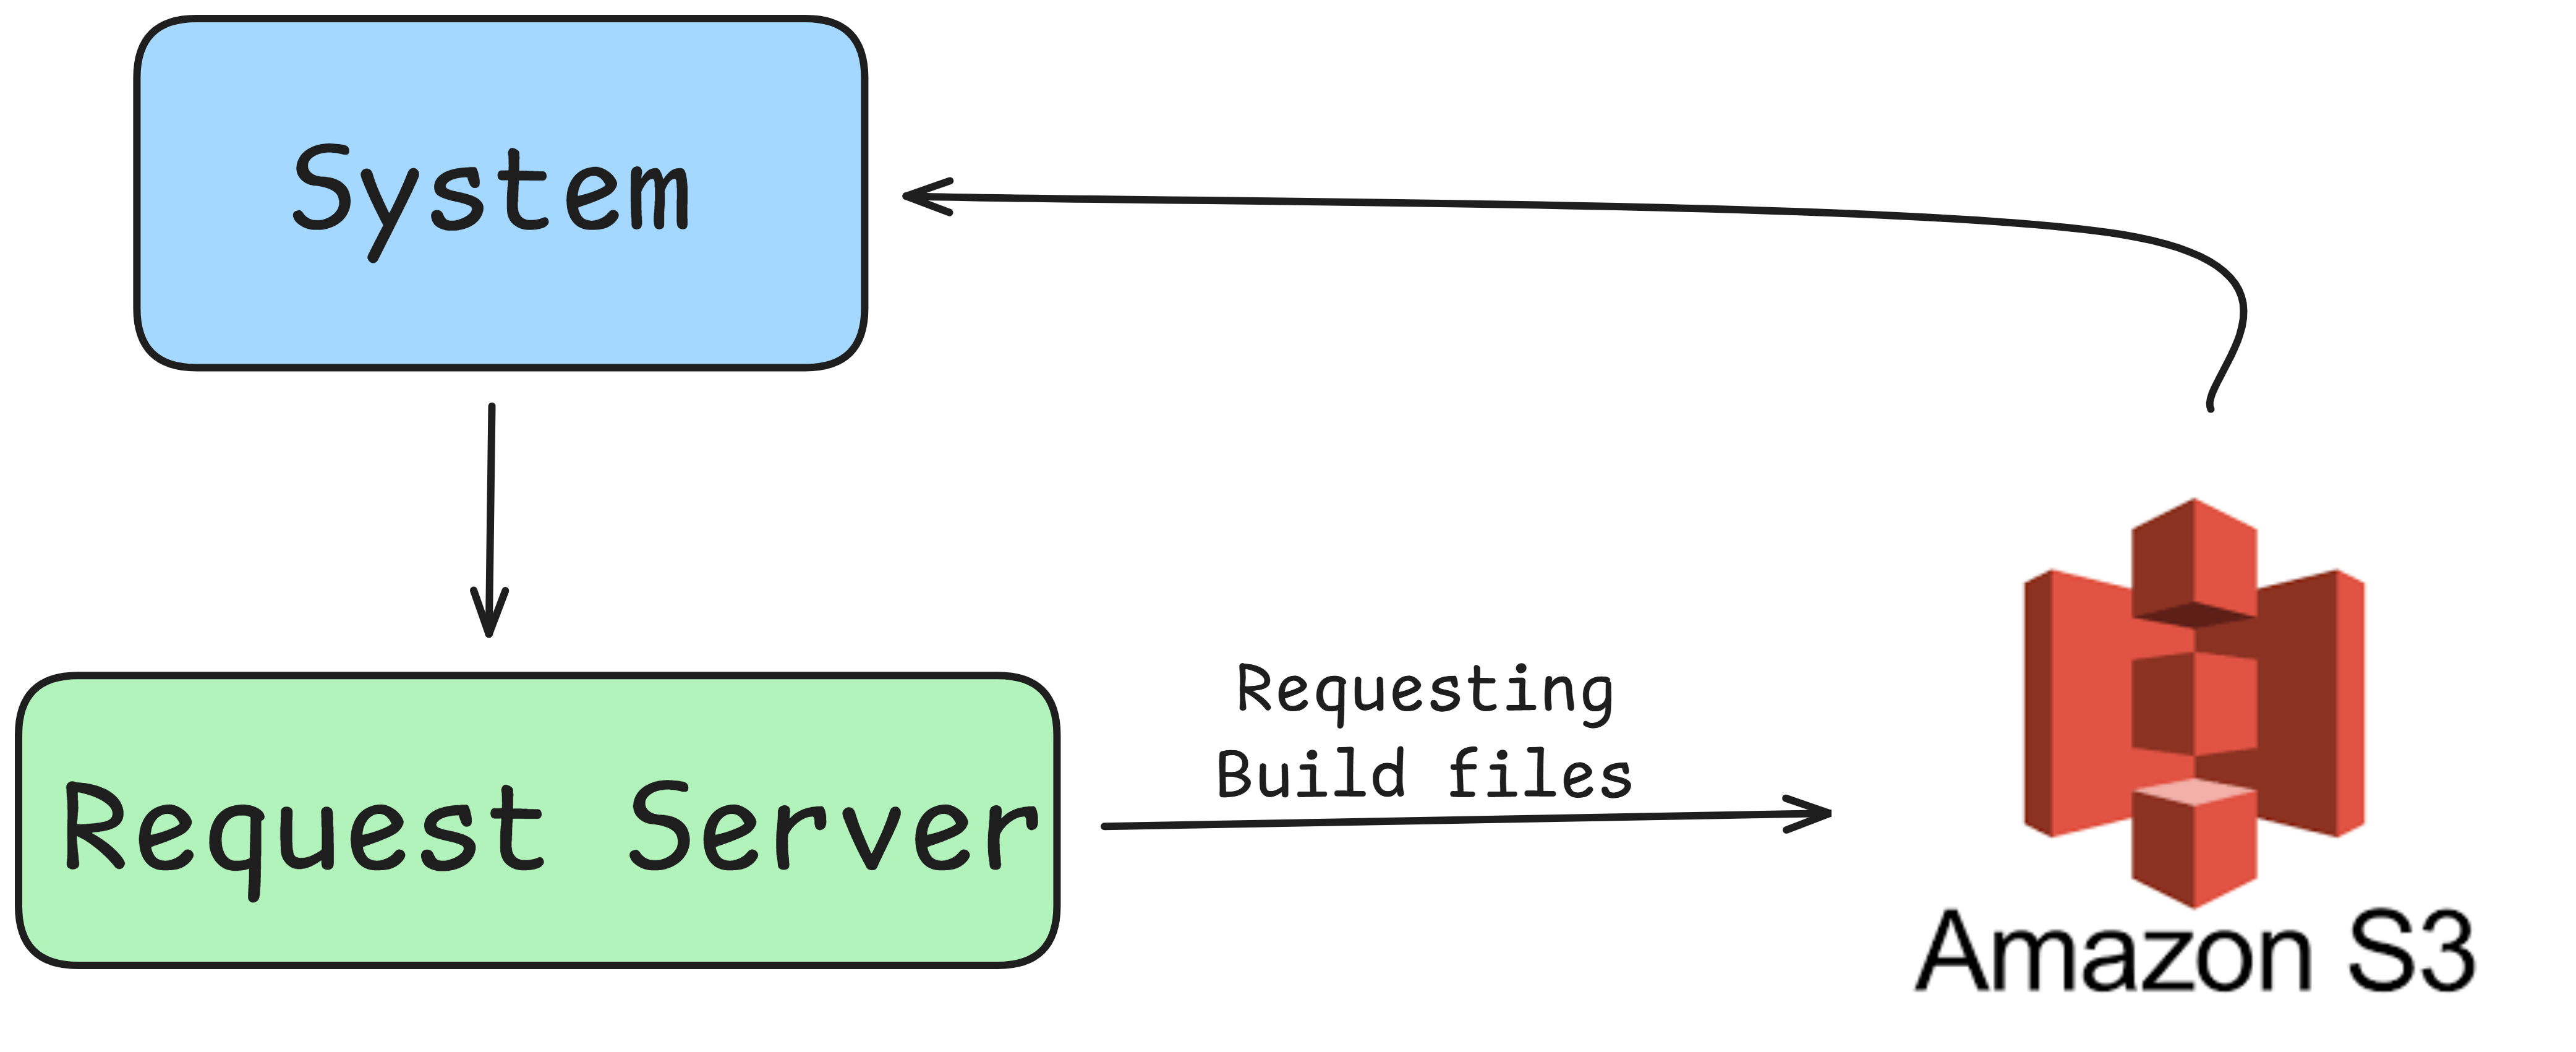 System
Requesting
Build files
Request Server
Amazon S3